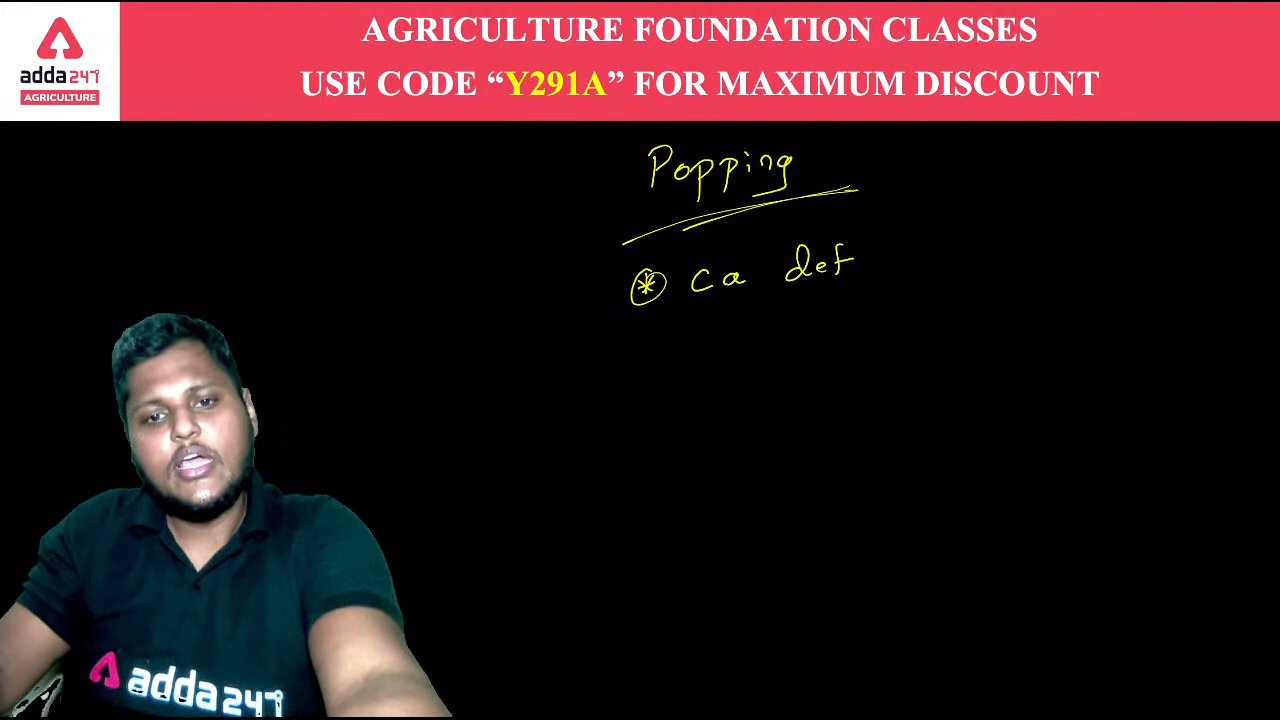 AGRICULTURE FOUNDATION CLASSES
adda247
AGRICULTURE
USE CODE “Y291A” FOR MAXIMUM DISCOUNT
Popping
* Ca def
adda247